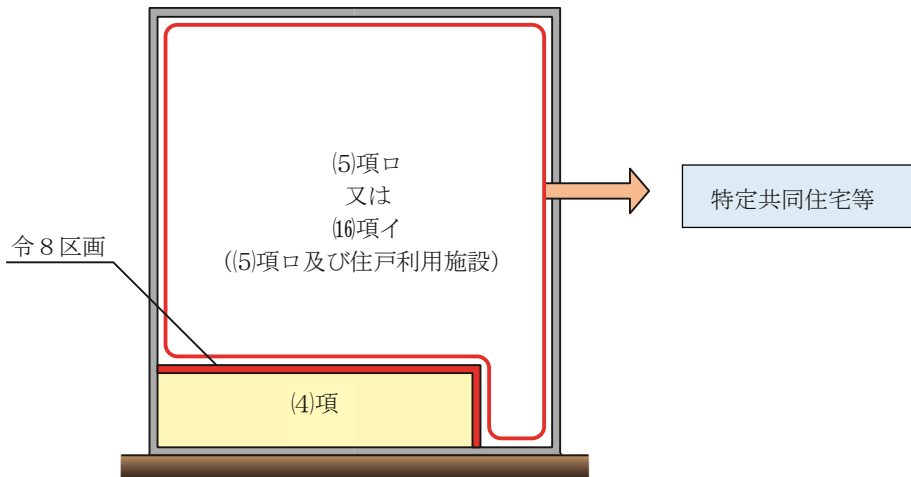 ⑸項ロ
又は
⒃項イ
(⑸項ロ及び住戸利用施設)
特定共同住宅等
令８区画
⑷項